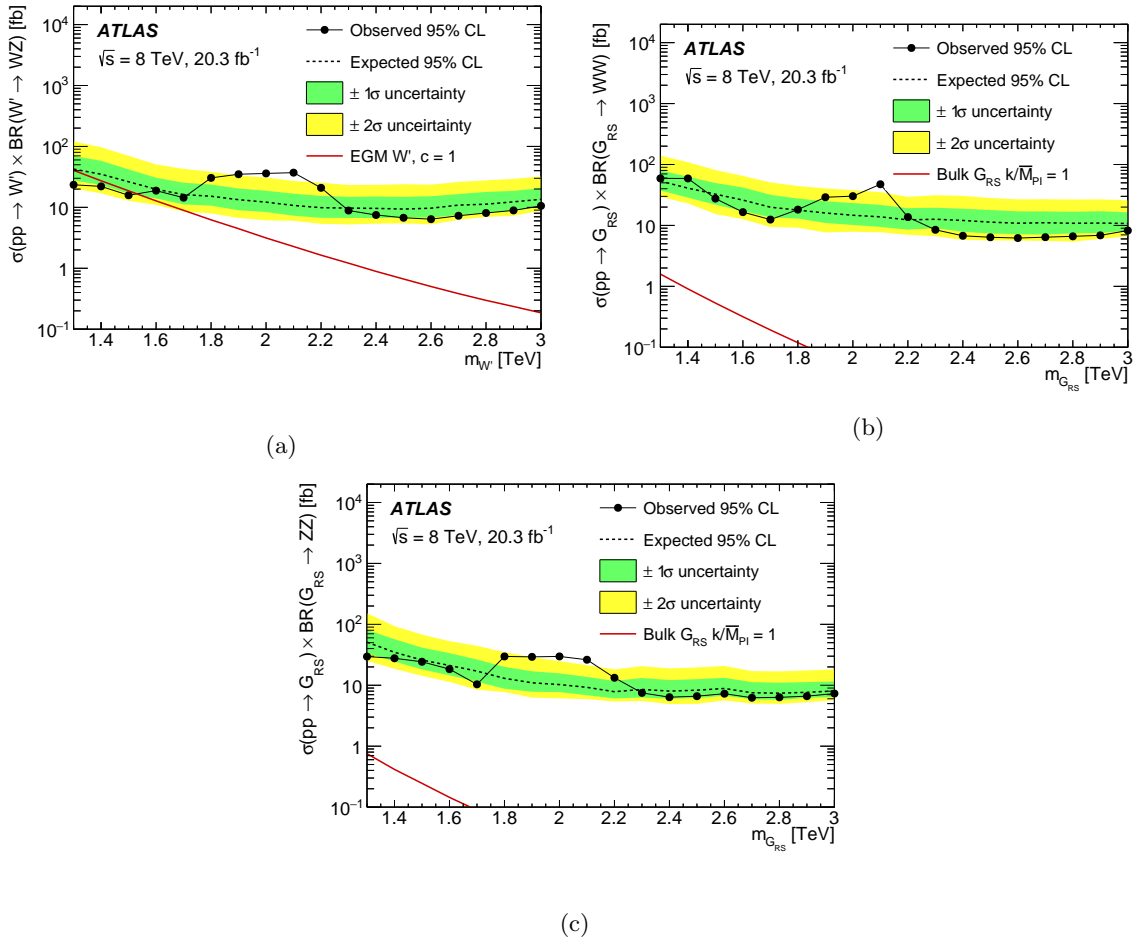 σ(pp → W') × BR(W' → WZ) [fb]
10⁴
10³
10²
10
1
10⁻¹
ATLAS
√s = 8 TeV, 20.3 fb⁻¹
Observed 95% CL
Expected 95% CL
± 1σ uncertainty
± 2σ unceirtainty
EGM W', c = 1
1.4 1.6 1.8 2 2.2 2.4 2.6 2.8 3
m_W' [TeV]
(a)
σ(pp → G_RS) × BR(G_RS → WW) [fb]
10⁴
10³
10²
10
1
10⁻¹
ATLAS
√s = 8 TeV, 20.3 fb⁻¹
Observed 95% CL
Expected 95% CL
± 1σ uncertainty
± 2σ uncertainty
Bulk G_RS k/M̅_PI = 1
1.4 1.6 1.8 2 2.2 2.4 2.6 2.8 3
m_G_RS [TeV]
(b)
σ(pp → G_RS) × BR(G_RS → ZZ) [fb]
10⁴
10³
10²
10
1
10⁻¹
ATLAS
√s = 8 TeV, 20.3 fb⁻¹
Observed 95% CL
Expected 95% CL
± 1σ uncertainty
± 2σ uncertainty
Bulk G_RS k/M̅_PI = 1
1.4 1.6 1.8 2 2.2 2.4 2.6 2.8 3
m_G_RS [TeV]
(c)